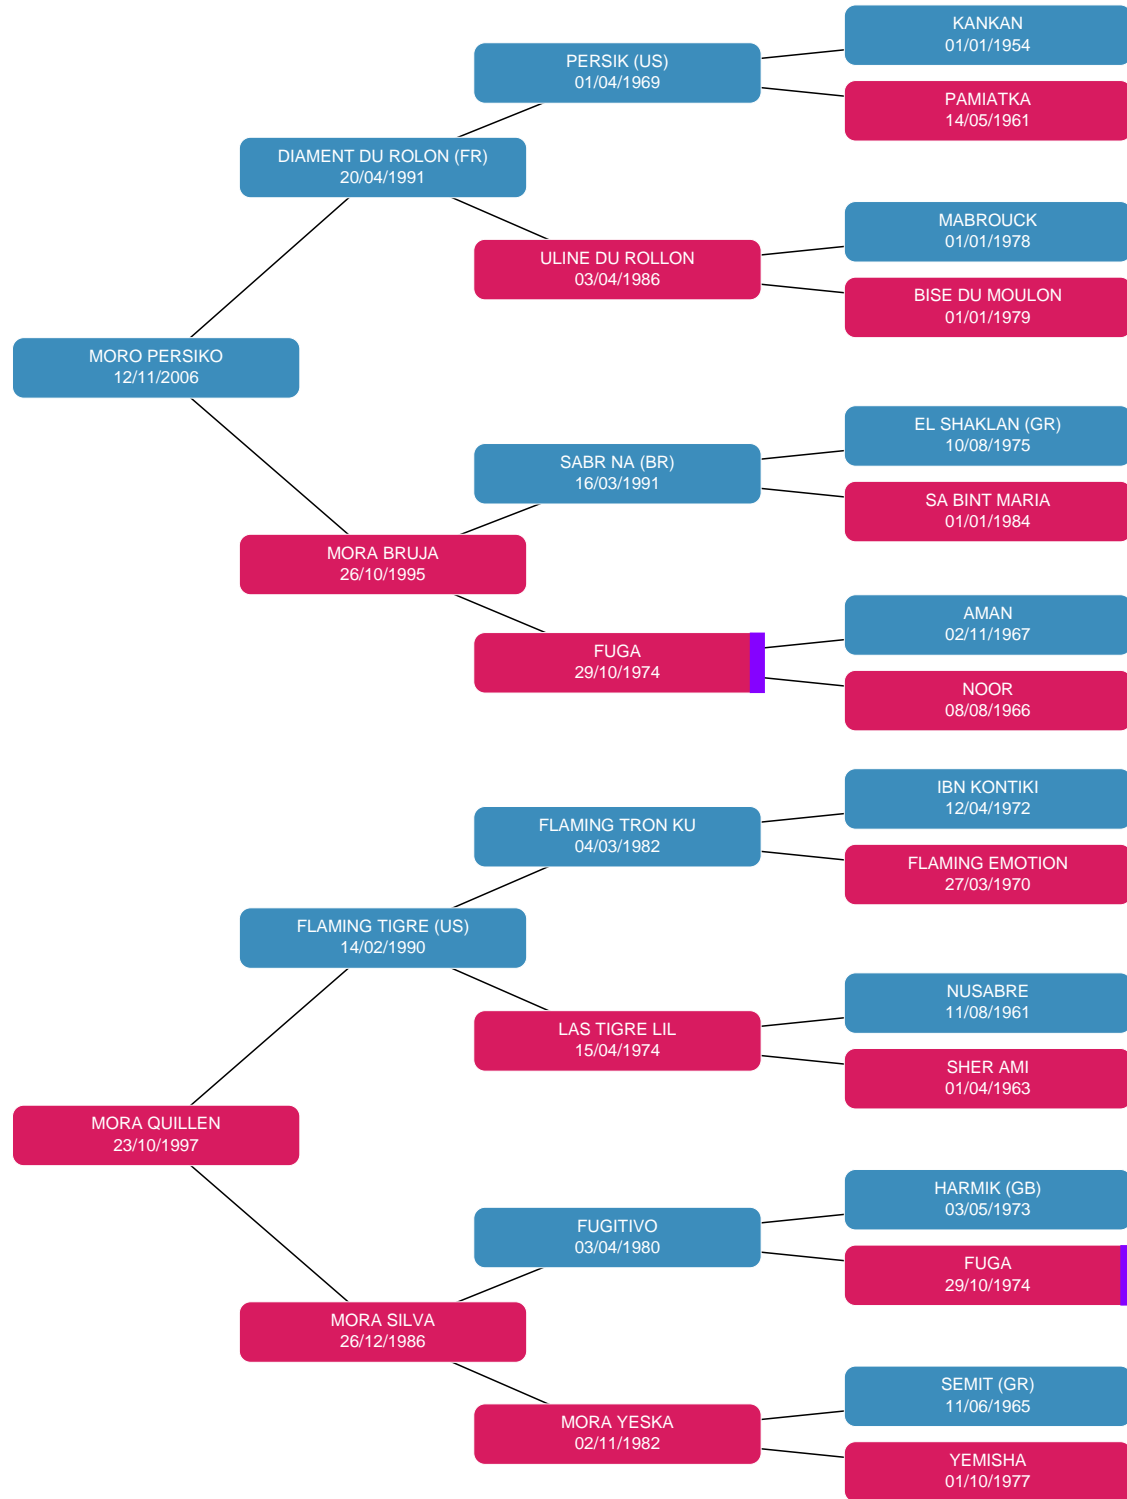 KANKAN
01/01/1954
PERSIK (US)
01/04/1969
PAMIATKA
14/05/1961
DIAMENT DU ROLON (FR)
20/04/1991
MABROUCK
01/01/1978
ULINE DU ROLLON
03/04/1986
BISE DU MOULON
01/01/1979
MORO PERSIKO
12/11/2006
EL SHAKLAN (GR)
10/08/1975
SABR NA (BR)
16/03/1991
SA BINT MARIA
01/01/1984
MORA BRUJA
26/10/1995
AMAN
02/11/1967
FUGA
29/10/1974
NOOR
08/08/1966
IBN KONTIKI
12/04/1972
FLAMING TRON KU
04/03/1982
FLAMING EMOTION
27/03/1970
FLAMING TIGRE (US)
14/02/1990
NUSABRE
11/08/1961
LAS TIGRE LIL
15/04/1974
SHER AMI
01/04/1963
MORA QUILLEN
23/10/1997
HARMIK (GB)
03/05/1973
FUGITIVO
03/04/1980
FUGA
29/10/1974
MORA SILVA
26/12/1986
SEMIT (GR)
11/06/1965
MORA YESKA
02/11/1982
YEMISHA
01/10/1977